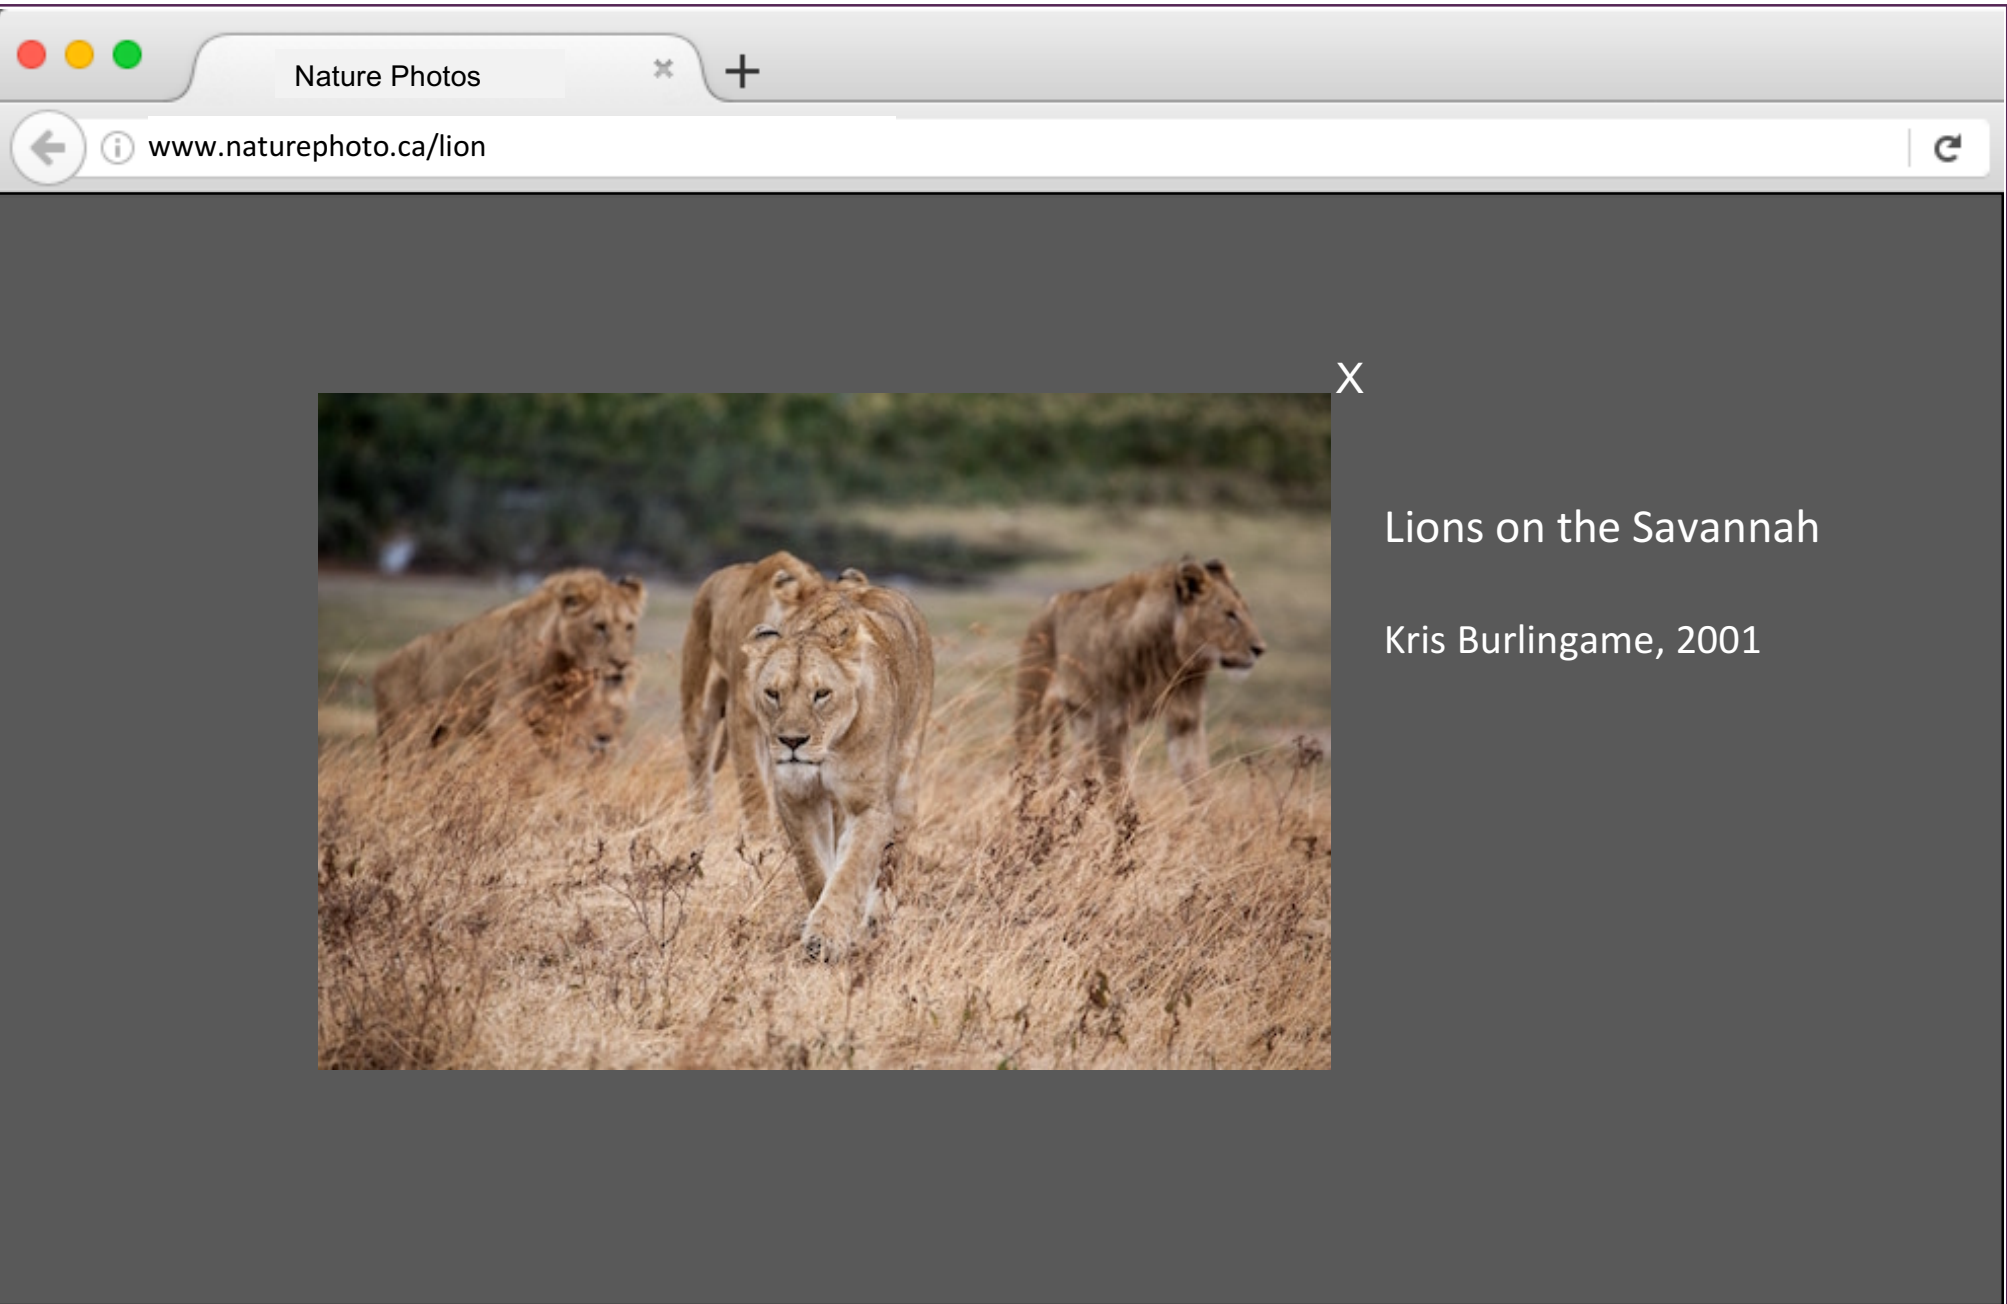 Nature Photos
www.naturephoto.ca/lion
X
Lions on the Savannah
Kris Burlingame, 2001